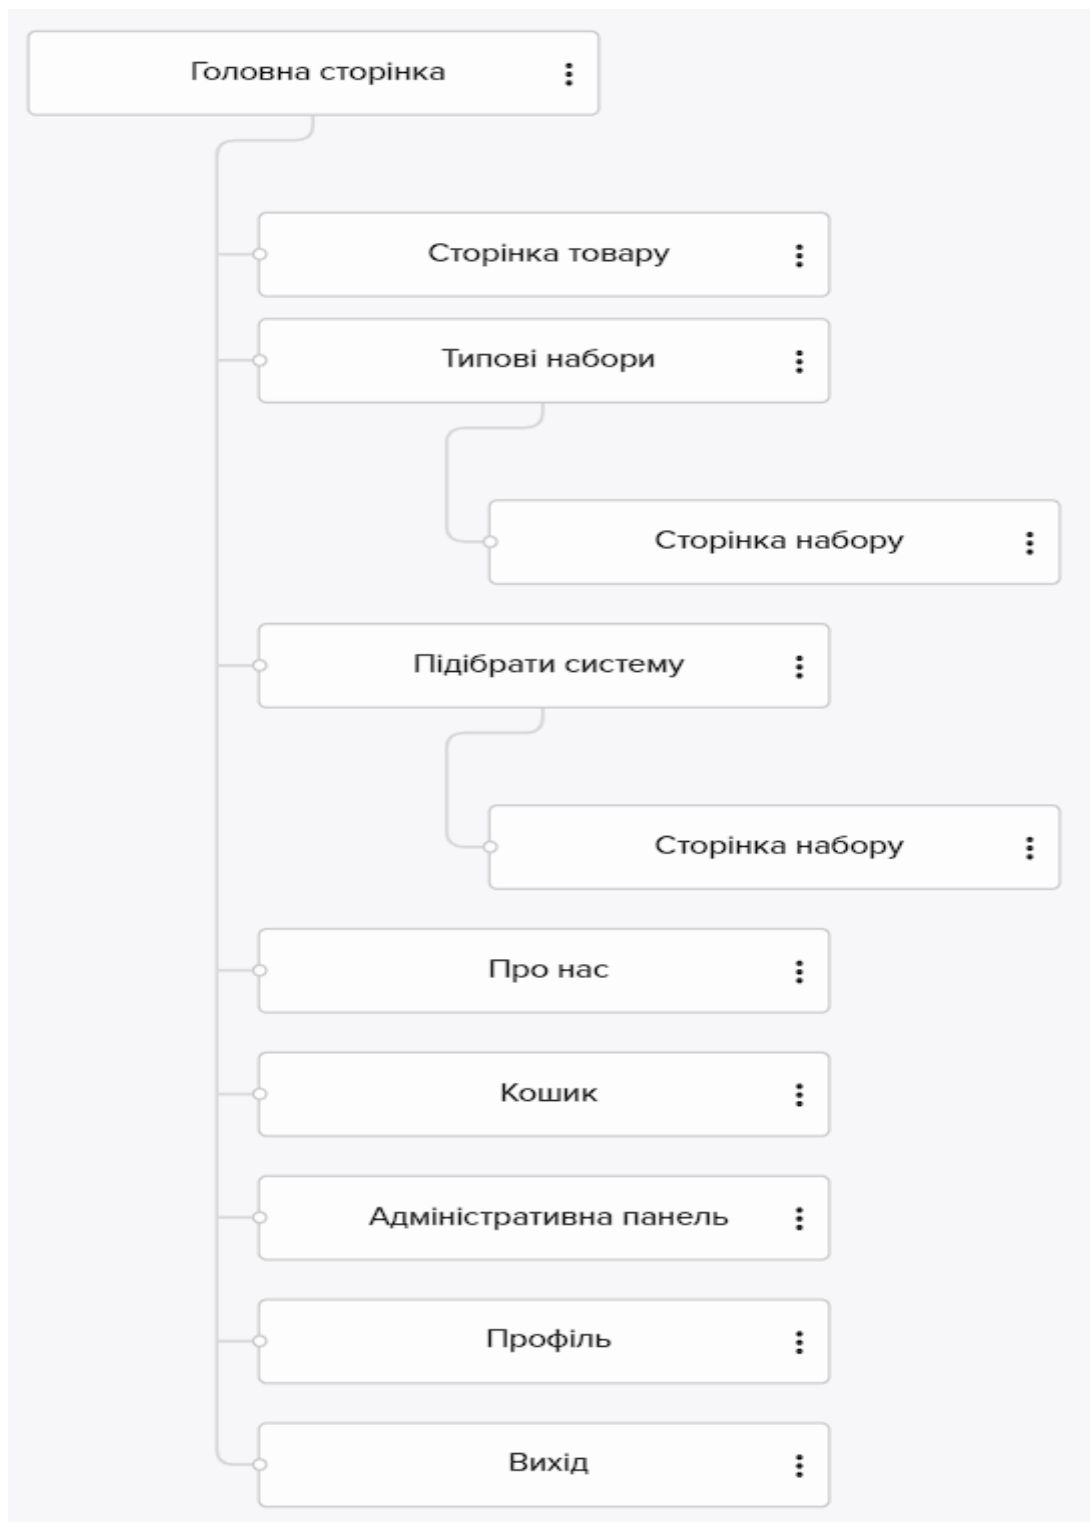 Головна сторінка
Сторінка товару
Типові набори
Сторінка набору
Підібрати систему
Сторінка набору
Про нас
Кошик
Адміністративна панель
Профіль
Вихід